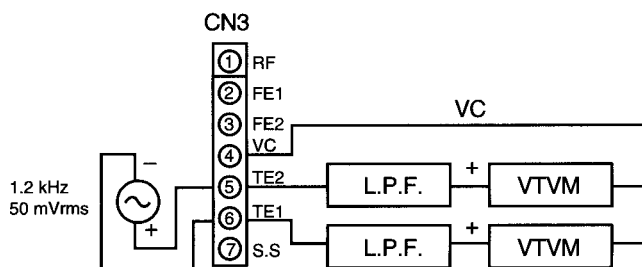 CN3
1 RF
2 FE1
3 FE2
VC
VC
4
1.2 kHz
50 mVrms
−
+
5 TE2
L.P.F.
+
VTVM
6 TE1
L.P.F.
+
VTVM
7 S.S